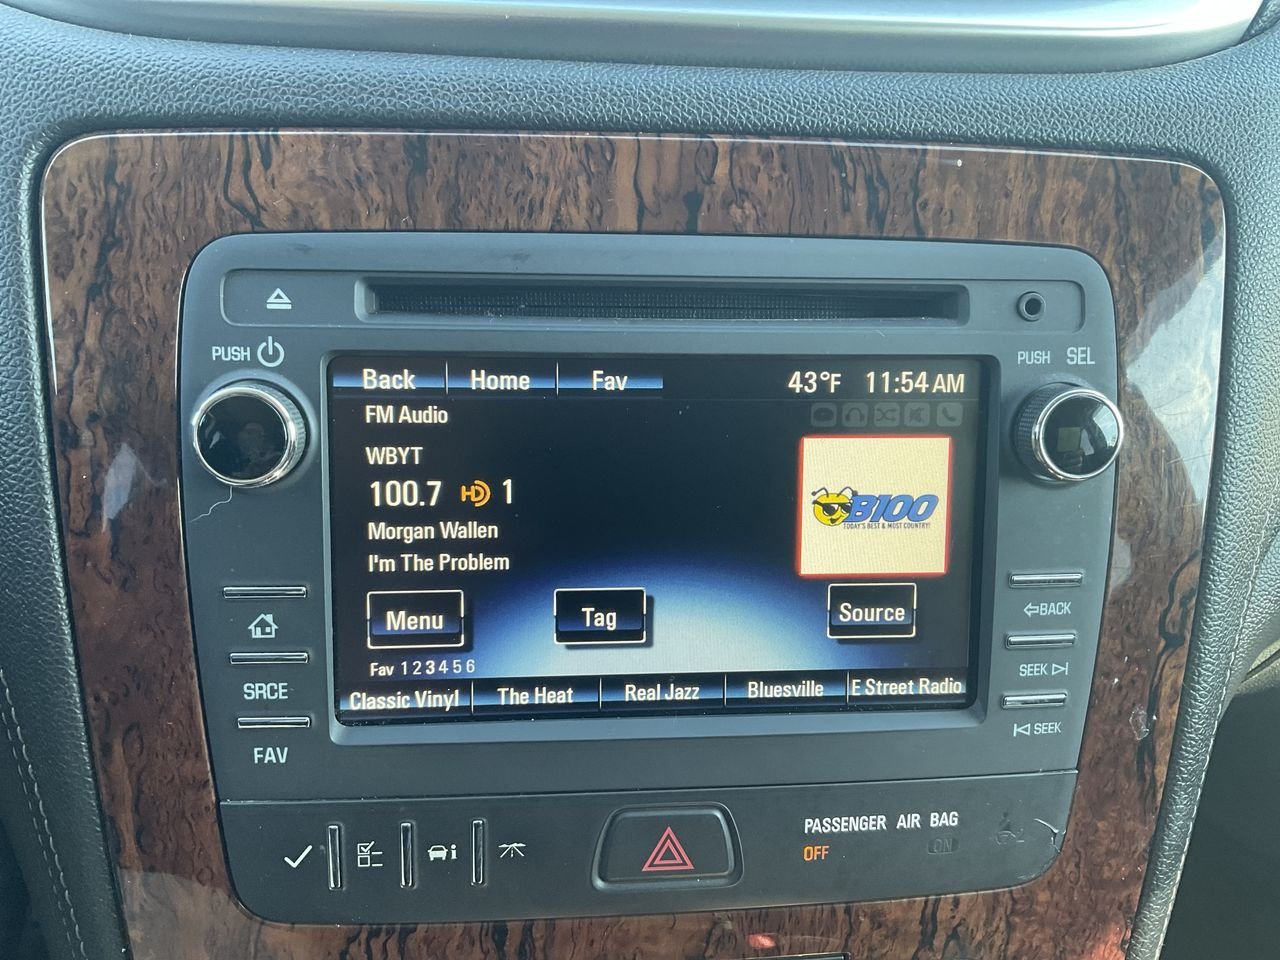 PUSH
PUSH SEL
Back Home Fav 43°F 11:54 AM
FM Audio
WBYT
100.7 HD 1
Morgan Wallen
I'm The Problem
B100
TODAY'S BEST & MOST COUNTRY!
Menu Tag Source
Fav 1 2 3 4 5 6
Classic Vinyl The Heat Real Jazz Bluesville E Street Radio
SRCE
FAV
BACK
SEEK
SEEK
PASSENGER AIR BAG
OFF ON